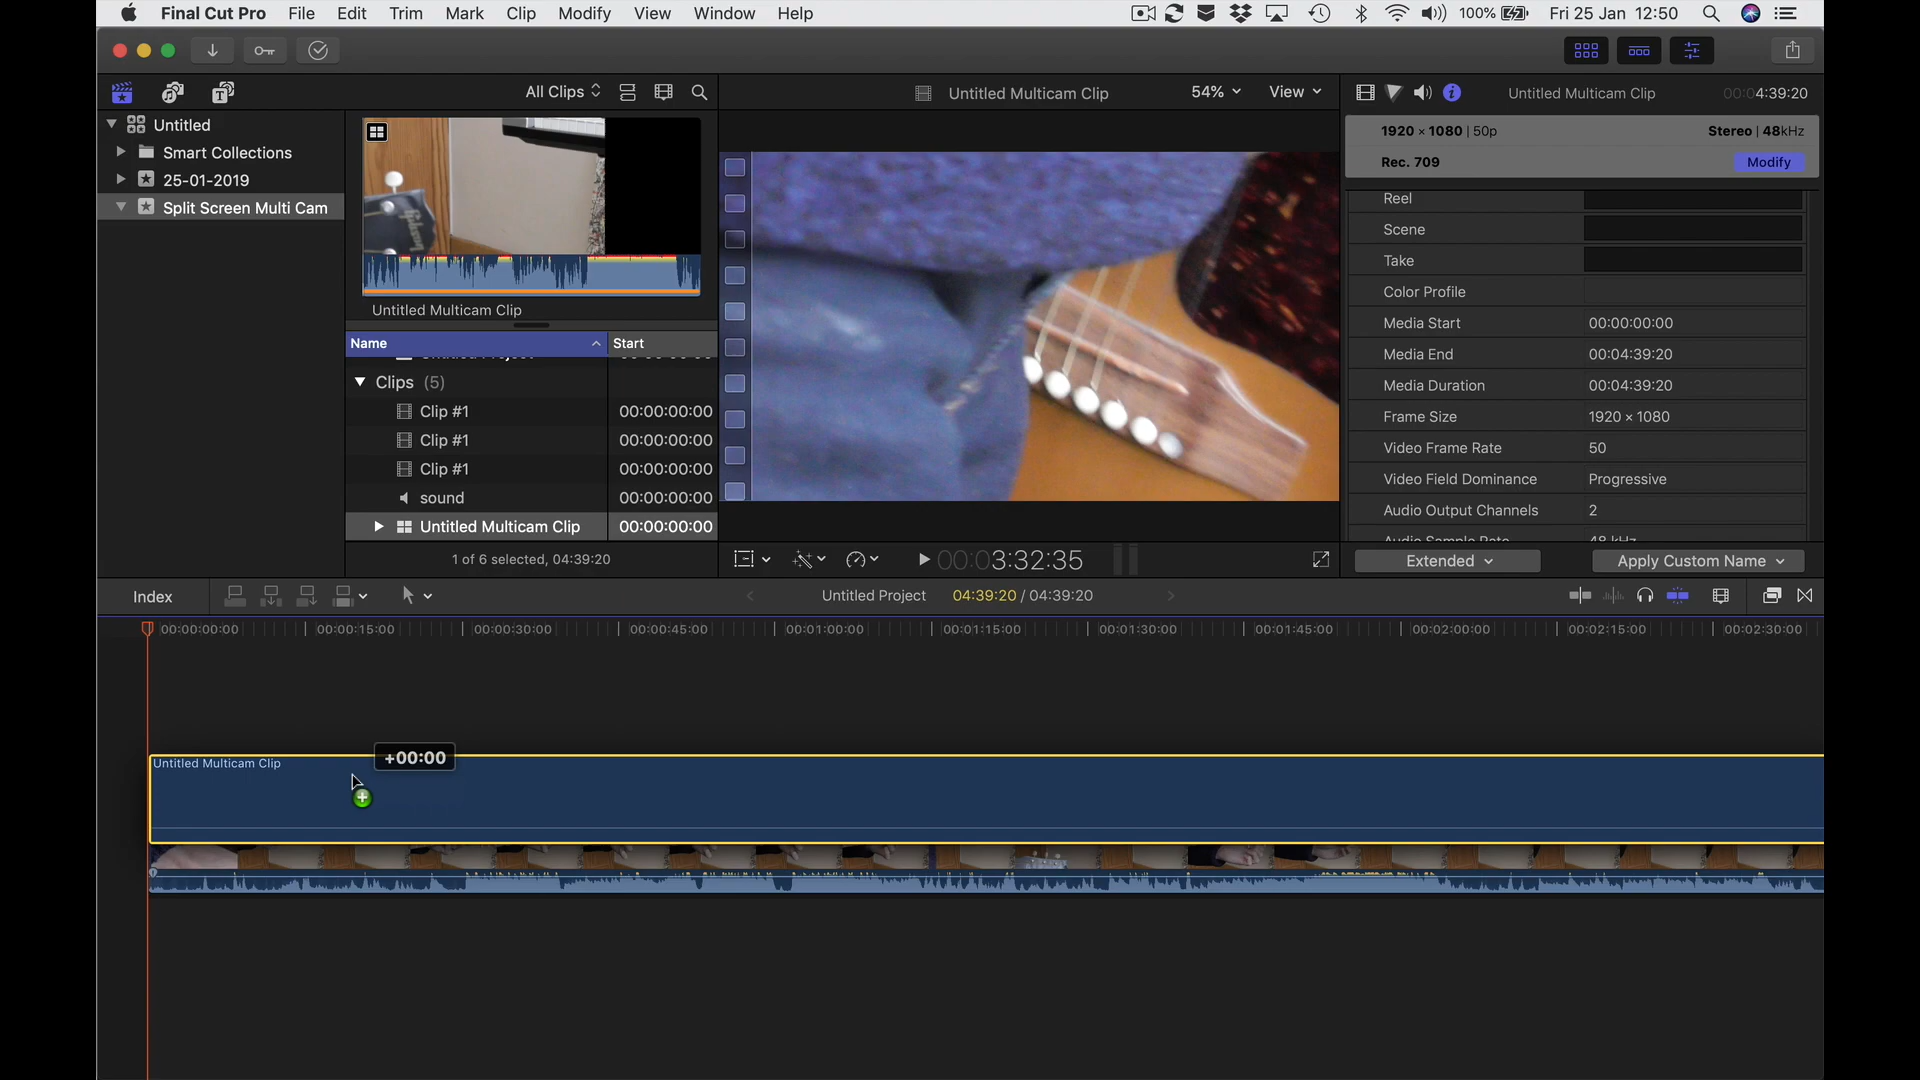 Final Cut Pro File Edit Trim Mark Clip Modify View Window Help 100% Fri 25 Jan 12:50
All Clips
54%
View
Untitled Multicam Clip
Untitled Multicam Clip
00:04:39:20
Untitled
Smart Collections
25-01-2019
Split Screen Multi Cam
1920 × 1080 | 50p
Stereo | 48kHz
Rec. 709
Modify
Untitled Multicam Clip
Name
Start
Untitled Project
Clips (5)
Clip #1 00:00:00:00
Clip #1 00:00:00:00
Clip #1 00:00:00:00
sound 00:00:00:00
Untitled Multicam Clip 00:00:00:00
1 of 6 selected, 04:39:20
Reel
Scene
Take
Color Profile
Media Start 00:00:00:00
Media End 00:04:39:20
Media Duration 00:04:39:20
Frame Size 1920 × 1080
Video Frame Rate 50
Video Field Dominance Progressive
Audio Output Channels 2
Audio Sample Rate 48 kHz
00:03:32:35
Extended
Apply Custom Name
Index
Untitled Project 04:39:20 / 04:39:20
00:00:00:00 00:00:15:00 00:00:30:00 00:00:45:00 00:01:00:00 00:01:15:00 00:01:30:00 00:01:45:00 00:02:00:00 00:02:15:00 00:02:30:00
+00:00
Untitled Multicam Clip